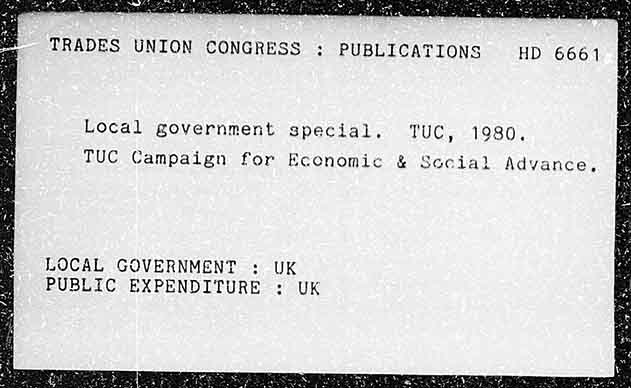 TRADES UNION CONGRESS : PUBLICATIONS HD 6661
Local government special. TUC, 1980.
TUC Campaign for Economic & Social Advance.
LOCAL GOVERNMENT : UK
PUBLIC EXPENDITURE : UK